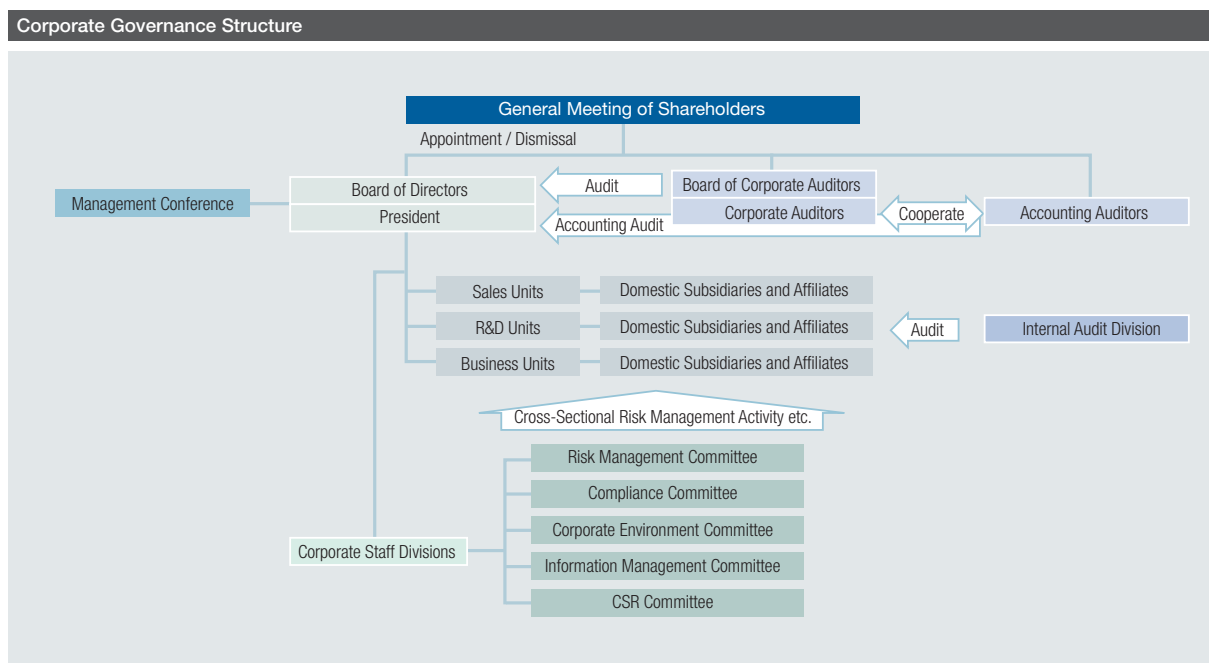 Corporate Governance Structure
General Meeting of Shareholders
Appointment / Dismissal
Management Conference
Board of Directors
President
Audit
Accounting Audit
Board of Corporate Auditors
Corporate Auditors
Cooperate
Accounting Auditors
Sales Units
Domestic Subsidiaries and Affiliates
R&D Units
Domestic Subsidiaries and Affiliates
Business Units
Domestic Subsidiaries and Affiliates
Audit
Internal Audit Division
Cross-Sectional Risk Management Activity etc.
Corporate Staff Divisions
Risk Management Committee
Compliance Committee
Corporate Environment Committee
Information Management Committee
CSR Committee